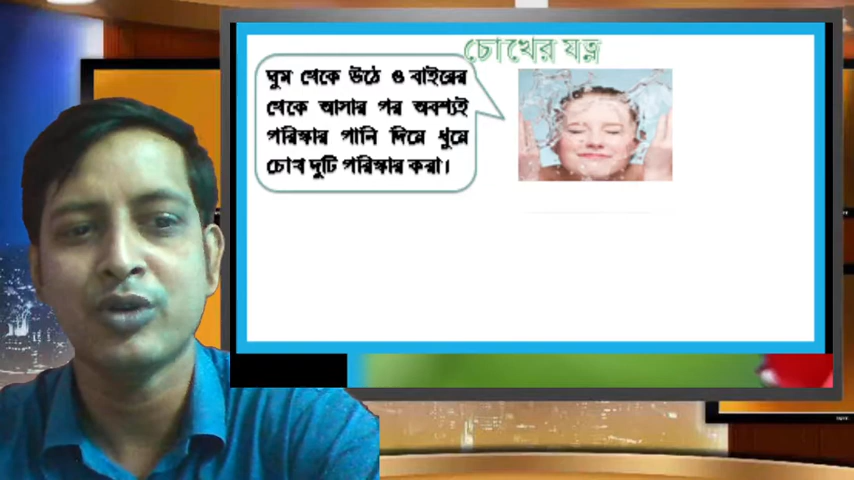 চোখের যত্ন
ঘুম থেকে উঠে ও বাইরের
থেকে আসার পর অবশ্যই
পরিস্কার পানি দিয়ে ধুয়ে
চোখ দুটি পরিস্কার করা।